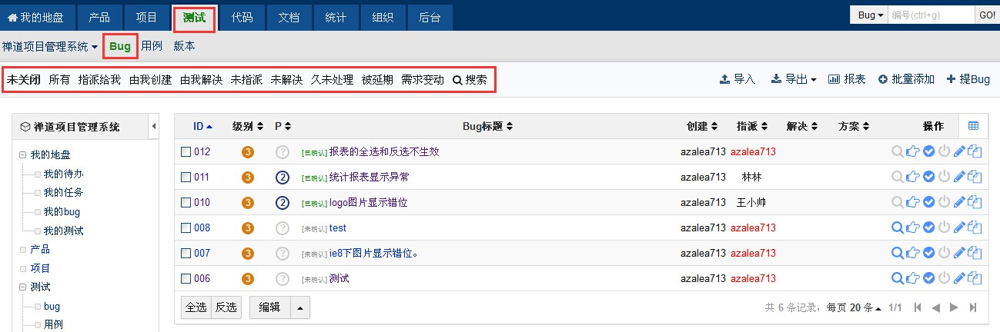 我的地盘 产品 项目 测试 代码 文档 统计 组织 后台 Bug 编号(ctrl+g) GO!
禅道项目管理系统 Bug 用例 版本
未关闭 所有 指派给我 由我创建 由我解决 未指派 未解决 久未处理 被延期 需求变动 搜索 导入 导出 报表 批量添加 提Bug
禅道项目管理系统
我的地盘
我的待办
我的任务
我的bug
我的测试
产品
项目
测试
bug
用例
ID 级别 P Bug标题 创建 指派 解决 方案 操作
012 3 ? [已确认] 报表的全选和反选不生效 azalea713 azalea713
011 3 2 [已确认] 统计报表显示异常 azalea713 林林
010 3 2 [已确认] logo图片显示错位 azalea713 王小帅
008 3 ? [未确认] test azalea713 azalea713
007 3 ? [未确认] ie8下图片显示错位。 azalea713 azalea713
006 3 ? [未确认] 测试 azalea713 azalea713
全选 反选 编辑 共 6 条记录，每页 20 条 1/1